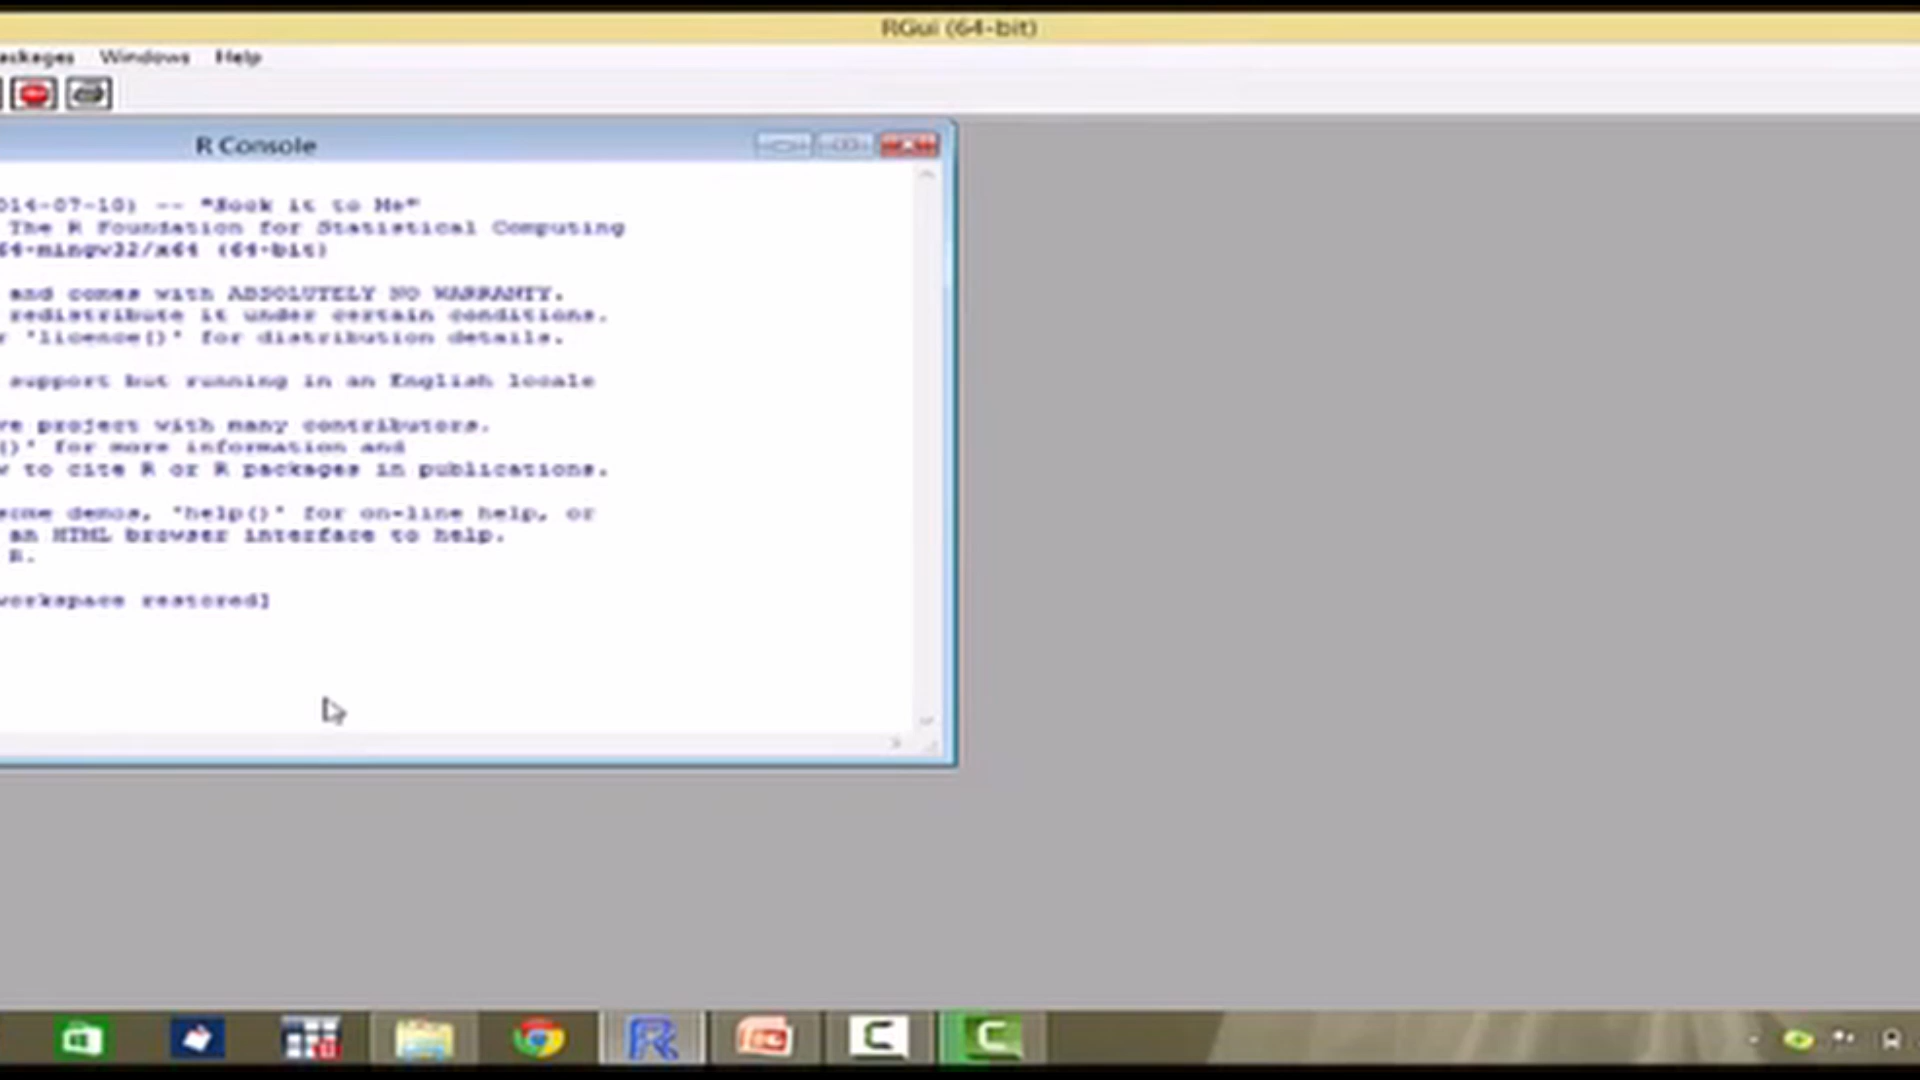 RGui (64-bit)
ackages Windows Help
R Console
014-07-10) -- "Sock it to Me"
The R Foundation for Statistical Computing
64-mingw32/x64 (64-bit)
and comes with ABSOLUTELY NO WARRANTY.
redistribute it under certain conditions.
r 'licence()' for distribution details.
support but running in an English locale
ve project with many contributors.
()' for more information and
w to cite R or R packages in publications.
some demos, 'help()' for on-line help, or
an HTML browser interface to help.
R.
workspace restored]